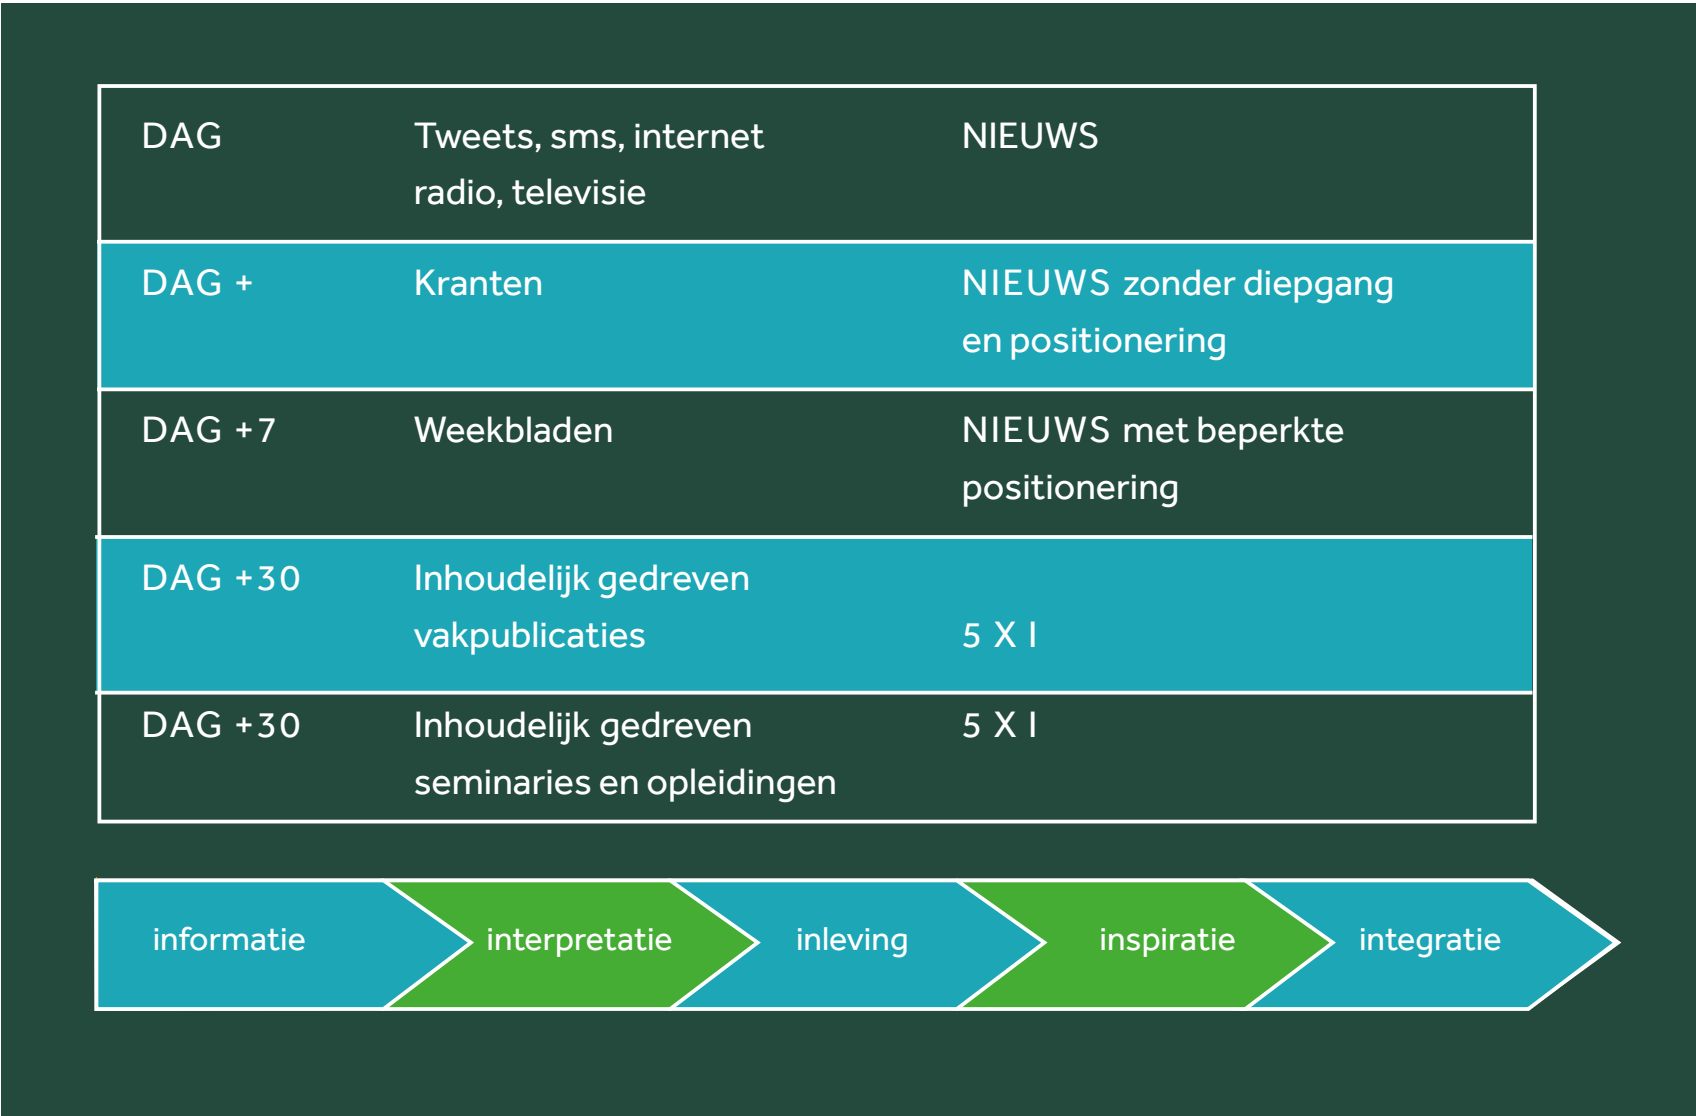 DAG Tweets, sms, internet NIEUWS
radio, televisie
DAG + Kranten NIEUWS zonder diepgang
en positionering
DAG +7 Weekbladen NIEUWS met beperkte
positionering
DAG +30 Inhoudelijk gedreven
vakpublicaties 5 X I
DAG +30 Inhoudelijk gedreven 5 X I
seminaries en opleidingen
informatie interpretatie inleving inspiratie integratie